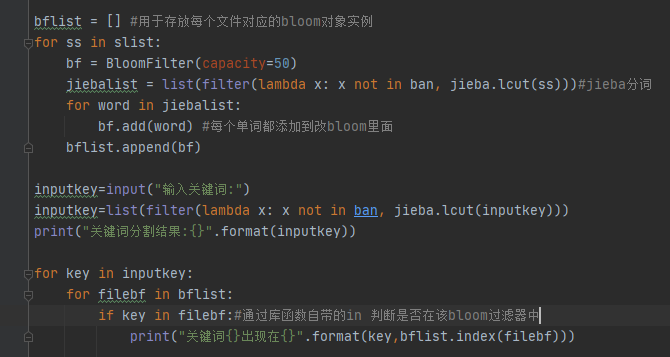 bflist = [] #用于存放每个文件对应的bloom对象实例
for ss in slist:
    bf = BloomFilter(capacity=50)
    jiebalist = list(filter(lambda x: x not in ban, jieba.lcut(ss)))#jieba分词
    for word in jiebalist:
        bf.add(word) #每个单词都添加到改bloom里面
    bflist.append(bf)
inputkey=input("输入关键词:")
inputkey=list(filter(lambda x: x not in ban, jieba.lcut(inputkey)))
print("关键词分割结果:{}".format(inputkey))
for key in inputkey:
    for filebf in bflist:
        if key in filebf:#通过库函数自带的in 判断是否在该bloom过滤器中
            print("关键词{}出现在{}".format(key,bflist.index(filebf)))